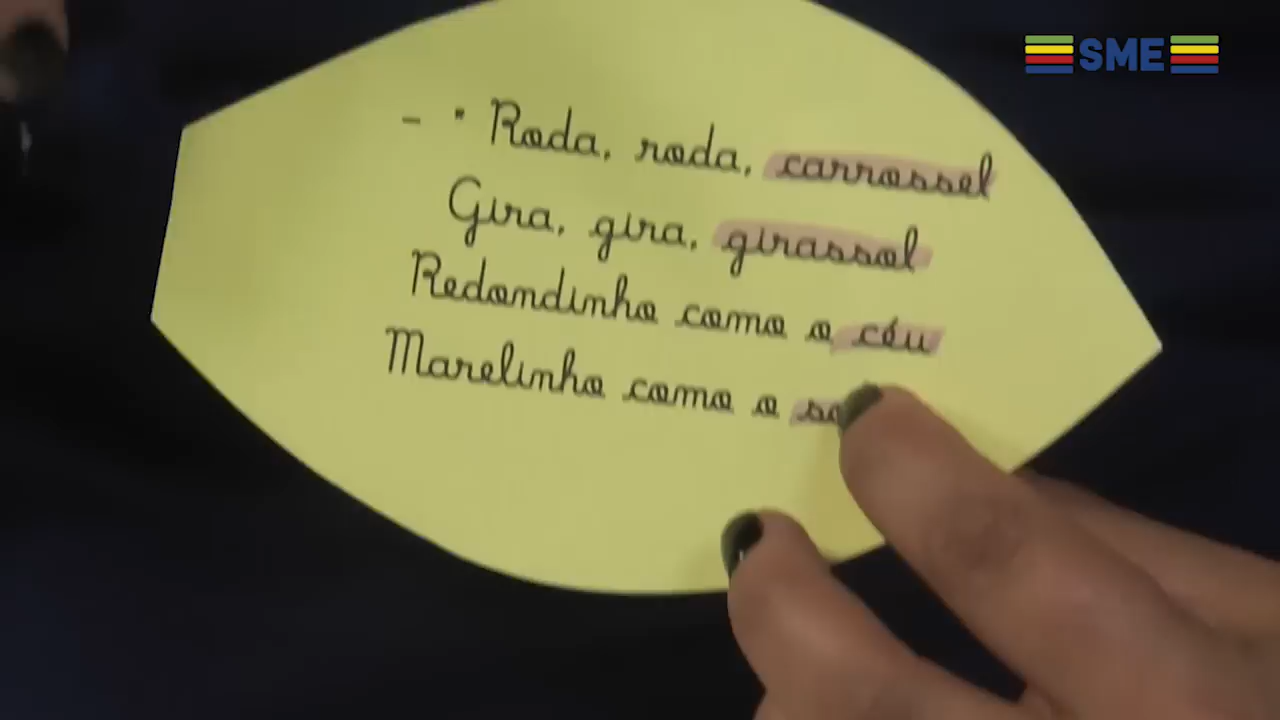 SME
- " Roda, roda, carrossel
Gira, gira, girassol
Redondinho como o céu
Marelinho como o